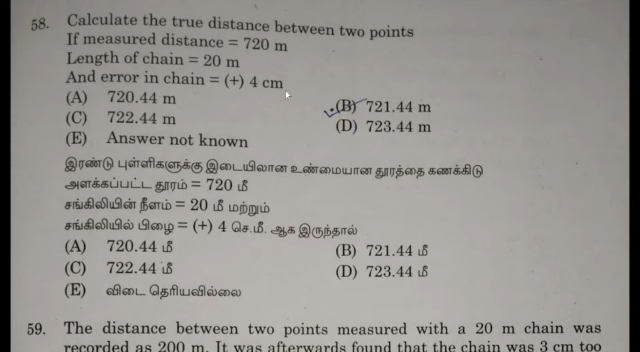 58. Calculate the true distance between two points
If measured distance = 720 m
Length of chain = 20 m
And error in chain = (+) 4 cm
(A) 720.44 m (B) 721.44 m
(C) 722.44 m (D) 723.44 m
(E) Answer not known
இரண்டு புள்ளிகளுக்கு இடையிலான உண்மையான தூரத்தை கணக்கிடு
அளக்கப்பட்ட தூரம் = 720 மீ
சங்கிலியின் நீளம் = 20 மீ மற்றும்
சங்கிலியில் பிழை = (+) 4 செ.மீ. ஆக இருந்தால்
(A) 720.44 மீ (B) 721.44 மீ
(C) 722.44 மீ (D) 723.44 மீ
(E) விடை தெரியவில்லை
59. The distance between two points measured with a 20 m chain was
recorded as 200 m. It was afterwards found that the chain was 3 cm too